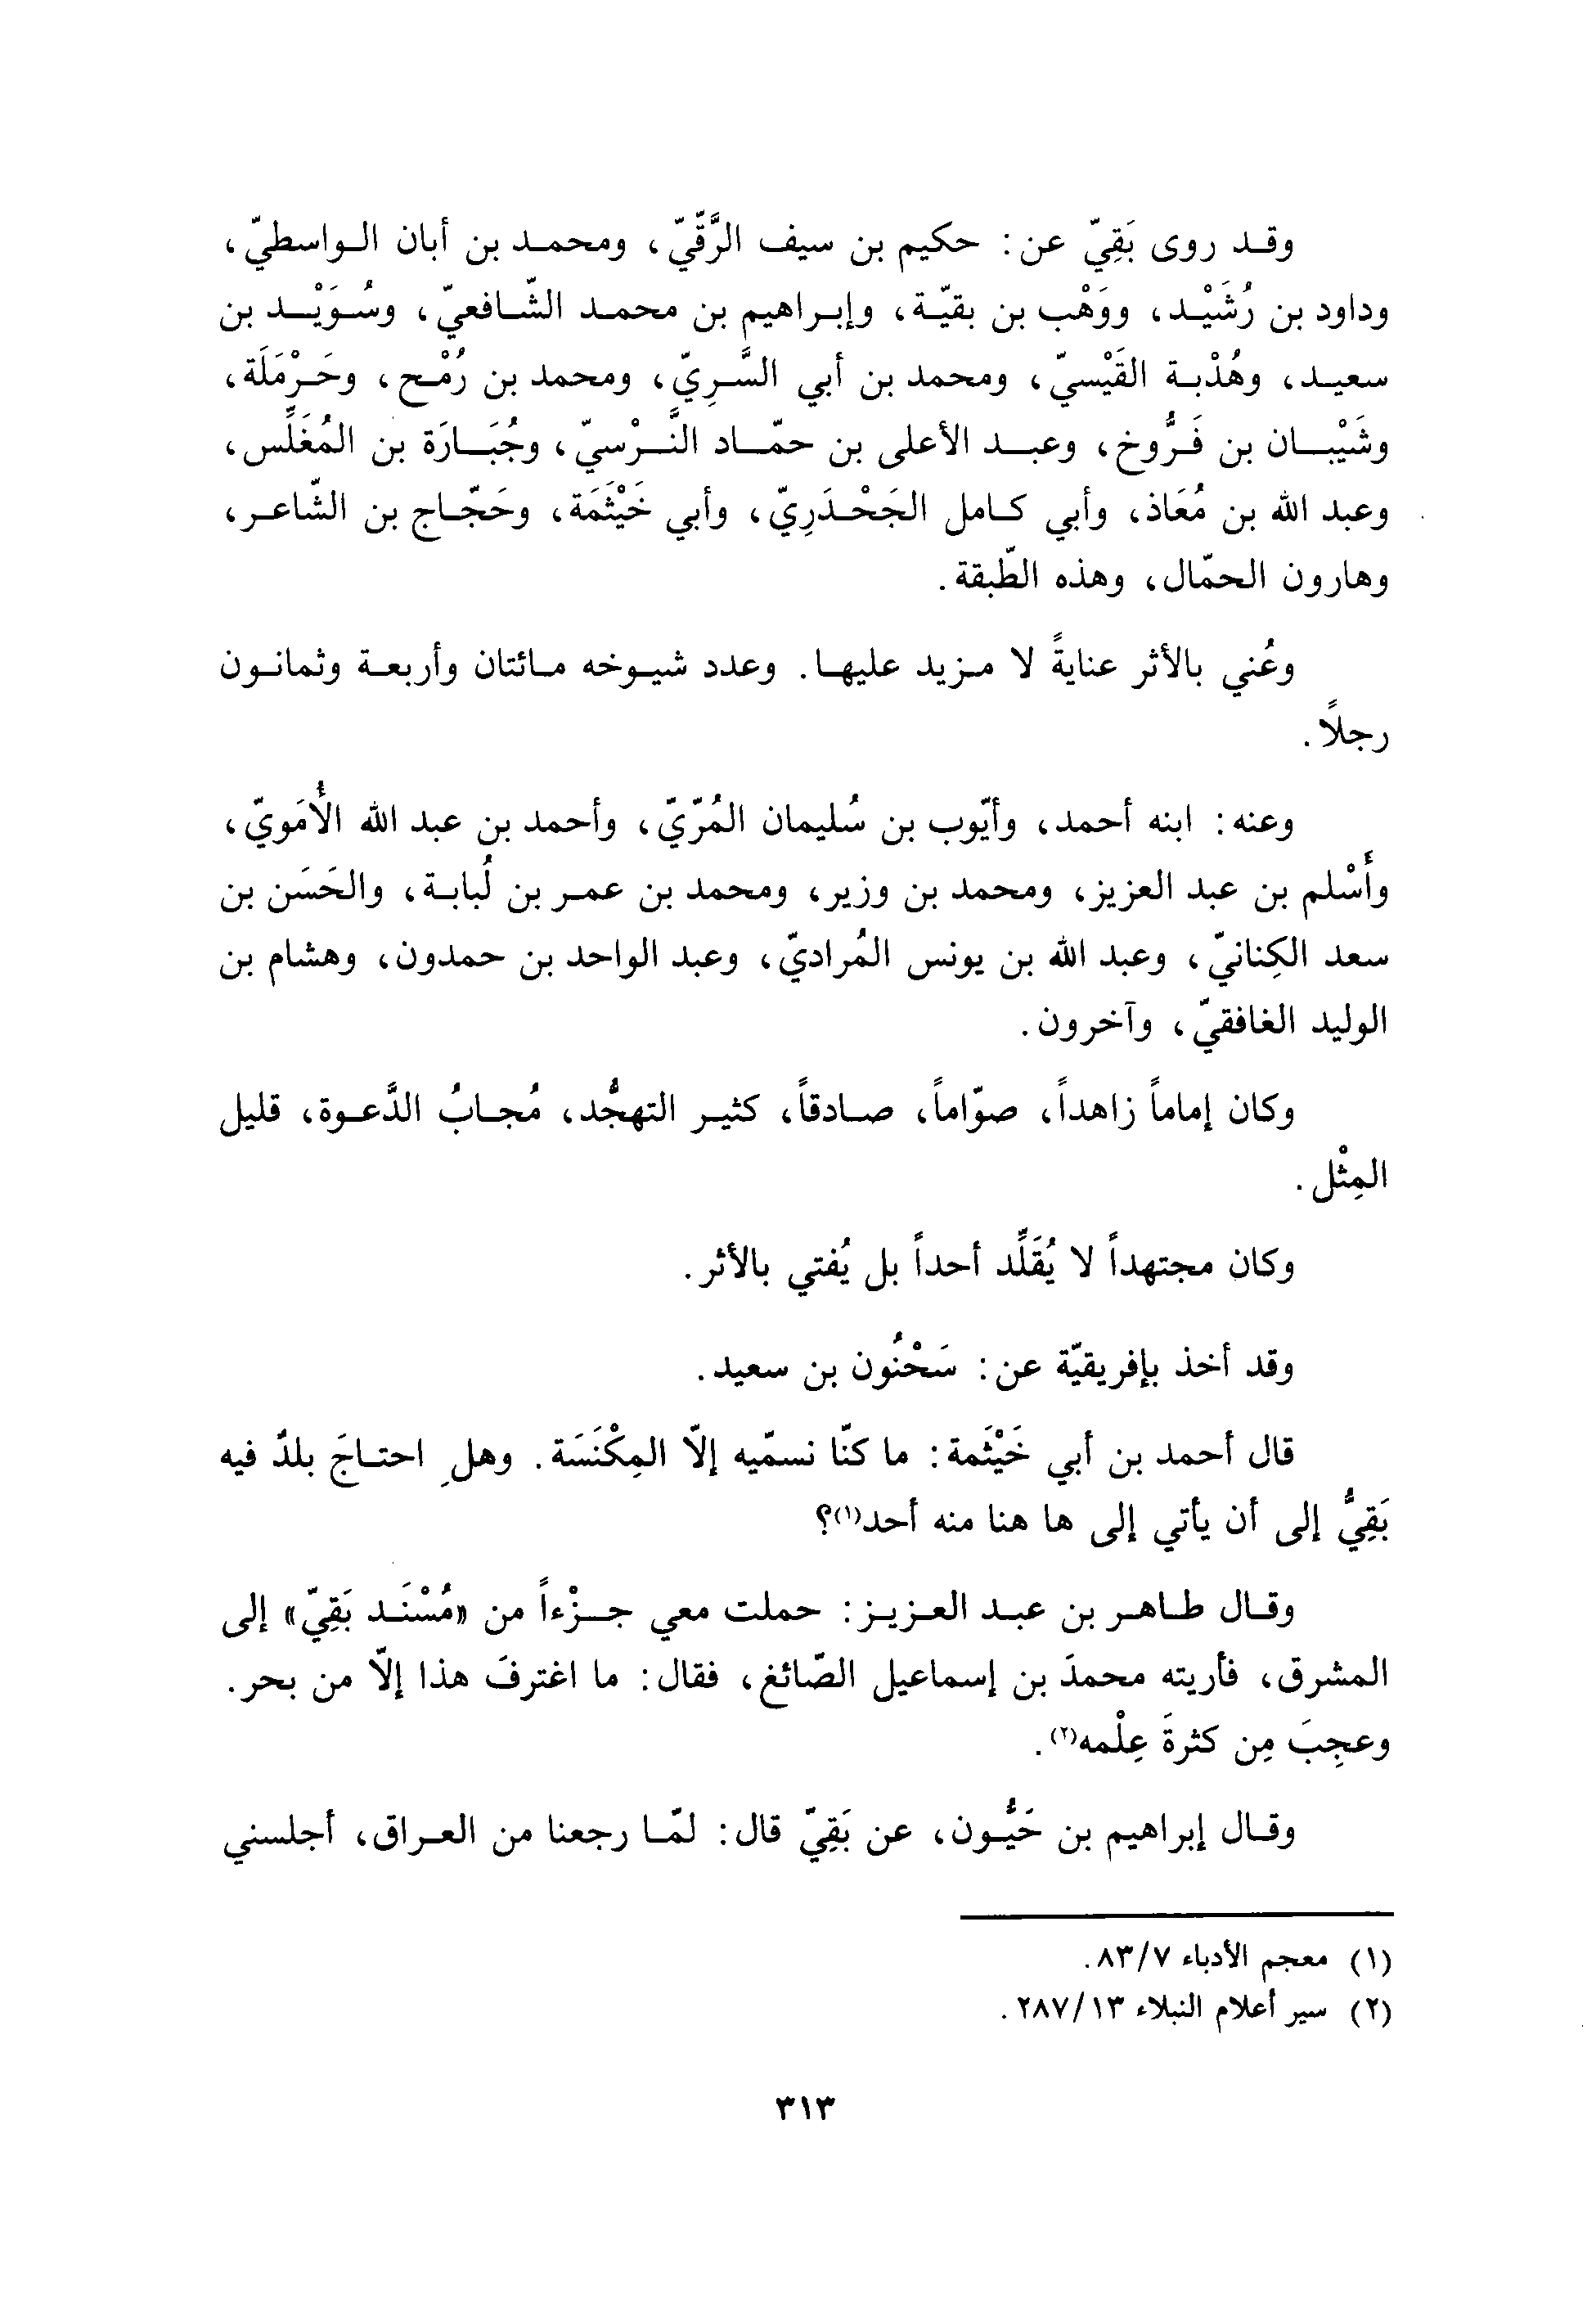 وقد روى بَقِيّ عن: حكيم بن سيف الرَّقّيّ، ومحمد بن أبان الواسطيّ،
وداود بن رُشَيْد، ووَهْب بن بقيّة، وإبراهيم بن محمد الشّافعيّ، وسُوَيْد بن
سعيد، وهُدْبة القَيْسيّ، ومحمد بن أبي السَّرِيّ، ومحمد بن رُمْح، وحَرْمَلَة،
وشَيْبان بن فَرُّوخ، وعبد الأعلى بن حمّاد النَّرْسيّ، وجُبَارَة بن المُغَلِّس،
وعبد الله بن مُعَاذ، وأبي كامل الجَحْدَرِيّ، وأبي خَيْثَمَة، وحَجّاج بن الشّاعر،
وهارون الحمّال، وهذه الطّبقة.
وعُني بالأثر عنايةً لا مزيد عليها. وعدد شيوخه مائتان وأربعة وثمانون
رجلاً.
وعنه: ابنه أحمد، وأيّوب بن سُليمان المُرّيّ، وأحمد بن عبد الله الأُمَويّ،
وأَسْلم بن عبد العزيز، ومحمد بن وزير، ومحمد بن عمر بن لُبابة، والحَسَن بن
سعد الكِنانيّ، وعبد الله بن يونس المُراديّ، وعبد الواحد بن حمدون، وهشام بن
الوليد الغافقيّ، وآخرون.
وكان إماماً زاهداً، صوّاماً، صادقاً، كثير التهجُّد، مُجابُ الدَّعوة، قليل
المِثْل.
وكان مجتهداً لا يُقَلِّد أحداً بل يُفتي بالأثر.
وقد أخذ بإفريقيّة عن: سَحْنُون بن سعيد.
قال أحمد بن أبي خَيْثَمة: ما كنّا نسمّيه إلّا المِكْنَسَة. وهلِ احتاجَ بلدٌ فيه
بَقِيُّ إلى أن يأتي إلى ها هنا منه أحد(١)؟
وقال طاهر بن عبد العزيز: حملت معي جزْءاً من «مُسْنَد بَقِيّ» إلى
المشرق، فأريته محمدَ بن إسماعيل الصّائغ، فقال: ما اغترفَ هذا إلّا من بحر.
وعجِبَ مِن كثرةَ عِلْمه(٢).
وقال إبراهيم بن حَيُّون، عن بَقِيّ قال: لمّا رجعنا من العراق، أجلسني
(١) معجم الأدباء ٨٣/٧.
(٢) سير أعلام النبلاء ٢٨٧/١٣.
٣١٣